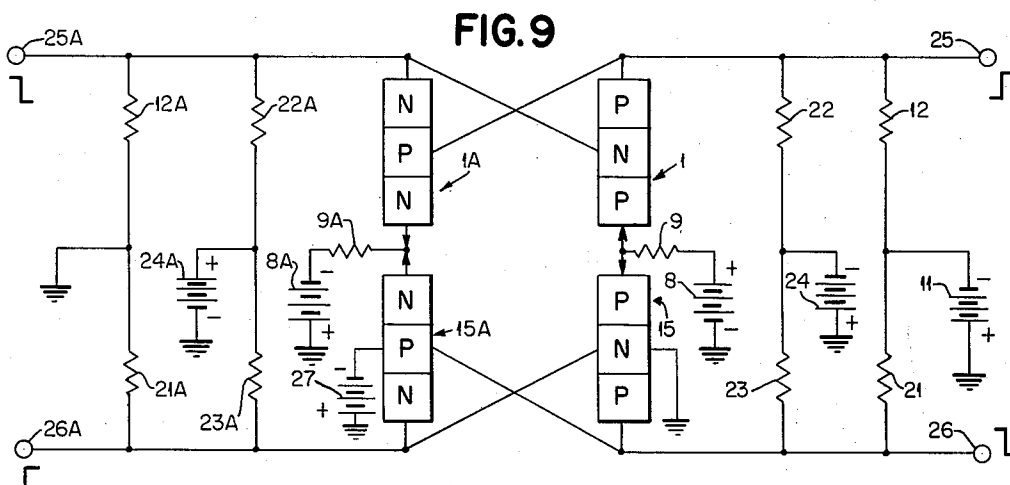 FIG. 9
25A
25
12A
22A
22
12
N
P
N
1A
P
N
P
1
9A
9
24A
+
-
8A
-
+
+
8
-
-
24
+
-
11
+
N
P
N
15A
P
N
P
15
-
27
+
21A
23A
23
21
26A
26